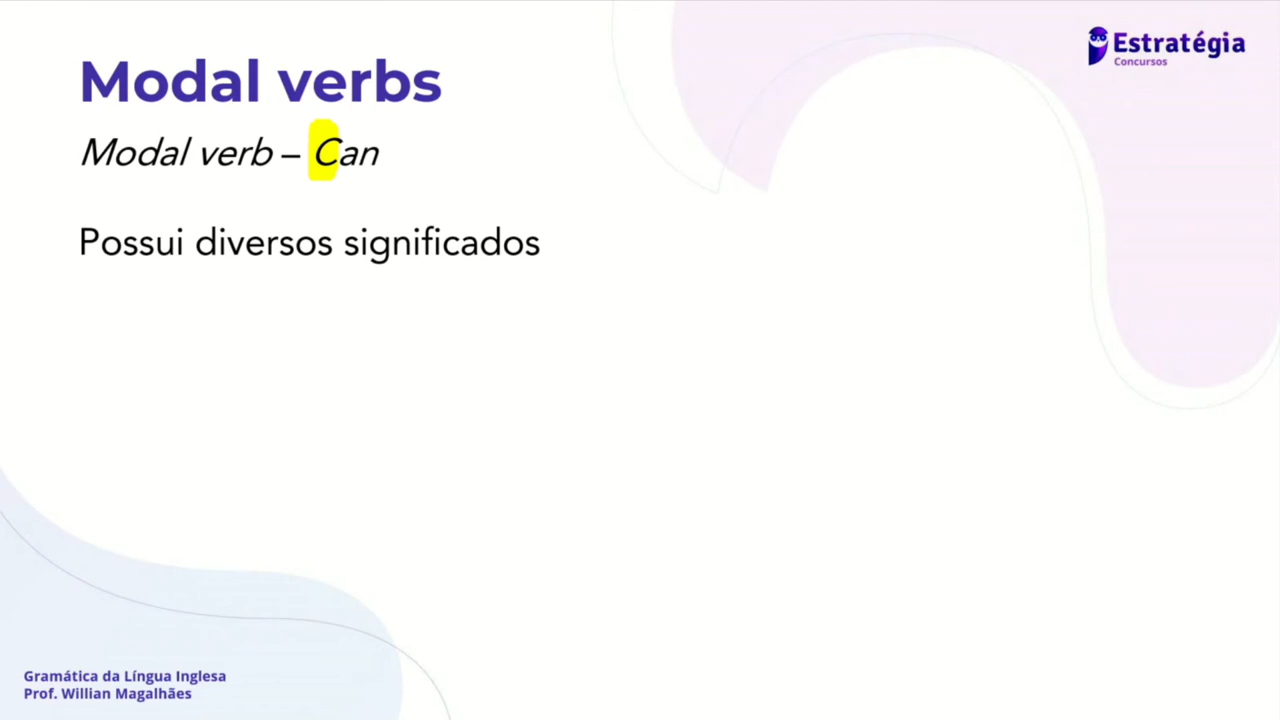 Estratégia
Concursos
Modal verbs
Modal verb – Can
Possui diversos significados
Gramática da Língua Inglesa
Prof. Willian Magalhães